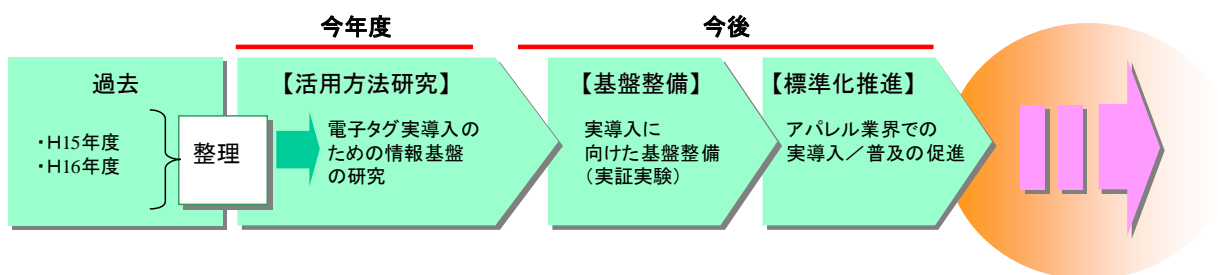 今年度
今後
過去
・H15年度
・H16年度
整理
【活用方法研究】
電子タグ実導入の
ための情報基盤
の研究
【基盤整備】
実導入に
向けた基盤整備
（実証実験）
【標準化推進】
アパレル業界での
実導入／普及の促進